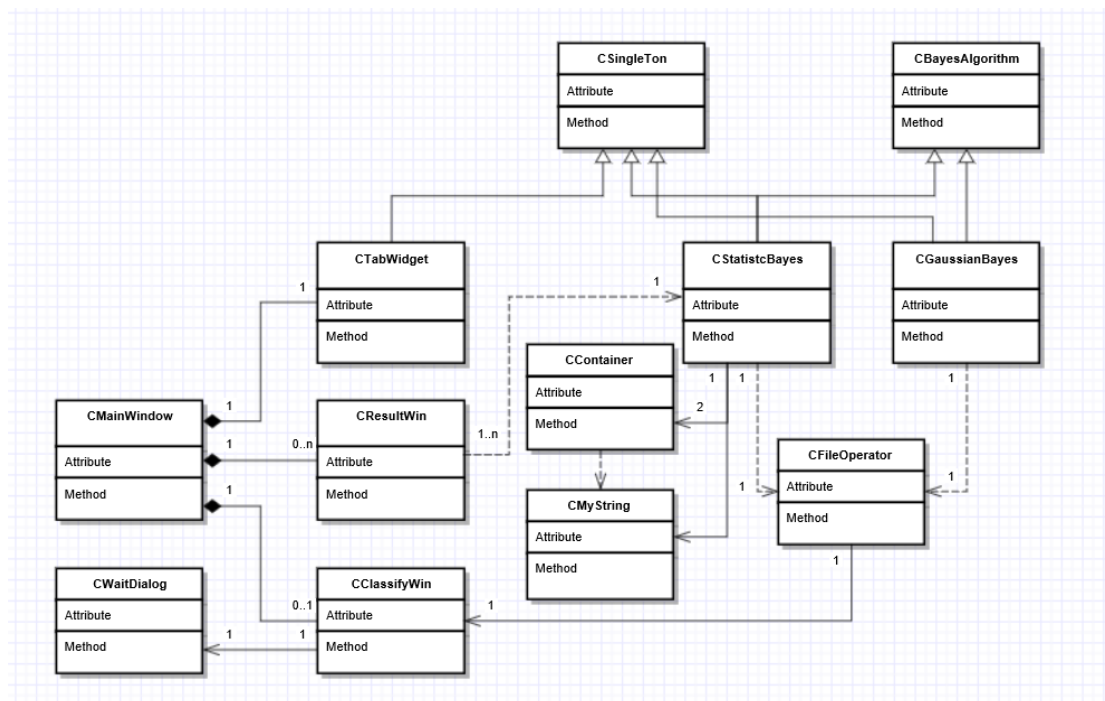 CSingleTon
Attribute
Method
CBayesAlgorithm
Attribute
Method
CTabWidget
Attribute
Method
CStatistcBayes
Attribute
Method
CGaussianBayes
Attribute
Method
1
1
CContainer
Attribute
Method
1
1
1
2
CMainWindow
Attribute
Method
1
1
1
CResultWin
Attribute
Method
0..n
1..n
CFileOperator
Attribute
Method
1
1
CMyString
Attribute
Method
CWaitDialog
Attribute
Method
CClassifyWin
Attribute
Method
0..1
1
1
1
1